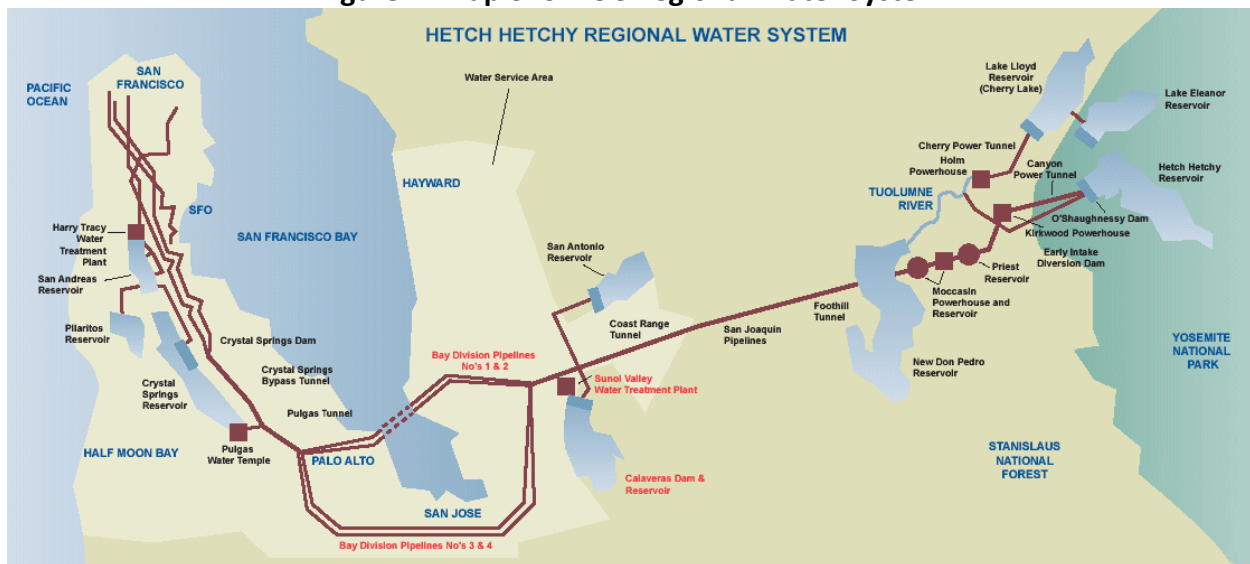 HETCH HETCHY REGIONAL WATER SYSTEM
PACIFIC
OCEAN
SAN
FRANCISCO
Water Service Area
Lake Lloyd
Reservoir
(Cherry Lake)
Lake Eleanor
Reservoir
Cherry Power Tunnel
Holm
Powerhouse
Canyon
Power Tunnel
Hetch Hetchy
Reservoir
HAYWARD
TUOLUMNE
RIVER
SFO
O'Shaughnessy Dam
Kirkwood Powerhouse
Harry Tracy
Water
Treatment
Plant
SAN FRANCISCO BAY
San Antonio
Reservoir
Early Intake
Diversion Dam
Priest
Reservoir
San Andreas
Reservoir
Moccasin
Powerhouse and
Reservoir
Foothill
Tunnel
Pilaritos
Reservoir
Coast Range
Tunnel
San Joaquin
Pipelines
Crystal Springs Dam
YOSEMITE
NATIONAL
PARK
Bay Division Pipelines
No's 1 & 2
New Don Pedro
Reservoir
Crystal Springs
Bypass Tunnel
Crystal
Springs
Reservoir
Sunol Valley
Water Treatment Plant
Pulgas Tunnel
HALF MOON BAY
Pulgas
Water Temple
PALO ALTO
STANISLAUS
NATIONAL
FOREST
Calaveras Dam &
Reservoir
SAN JOSE
Bay Division Pipelines No's 3 & 4